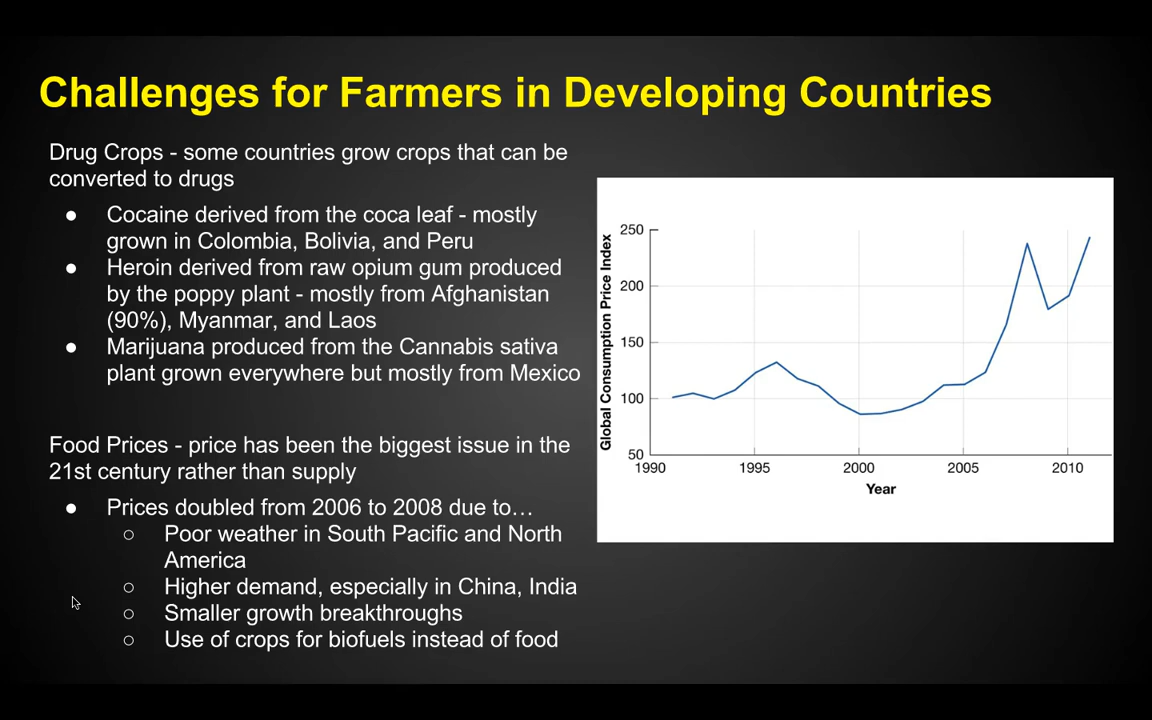 Challenges for Farmers in Developing Countries
Drug Crops - some countries grow crops that can be
converted to drugs
● Cocaine derived from the coca leaf - mostly
grown in Colombia, Bolivia, and Peru
● Heroin derived from raw opium gum produced
by the poppy plant - mostly from Afghanistan
(90%), Myanmar, and Laos
● Marijuana produced from the Cannabis sativa
plant grown everywhere but mostly from Mexico
Food Prices - price has been the biggest issue in the
21st century rather than supply
● Prices doubled from 2006 to 2008 due to…
○ Poor weather in South Pacific and North
America
○ Higher demand, especially in China, India
○ Smaller growth breakthroughs
○ Use of crops for biofuels instead of food
Global Consumption Price Index
250
200
150
100
50
1990 1995 2000 2005 2010
Year